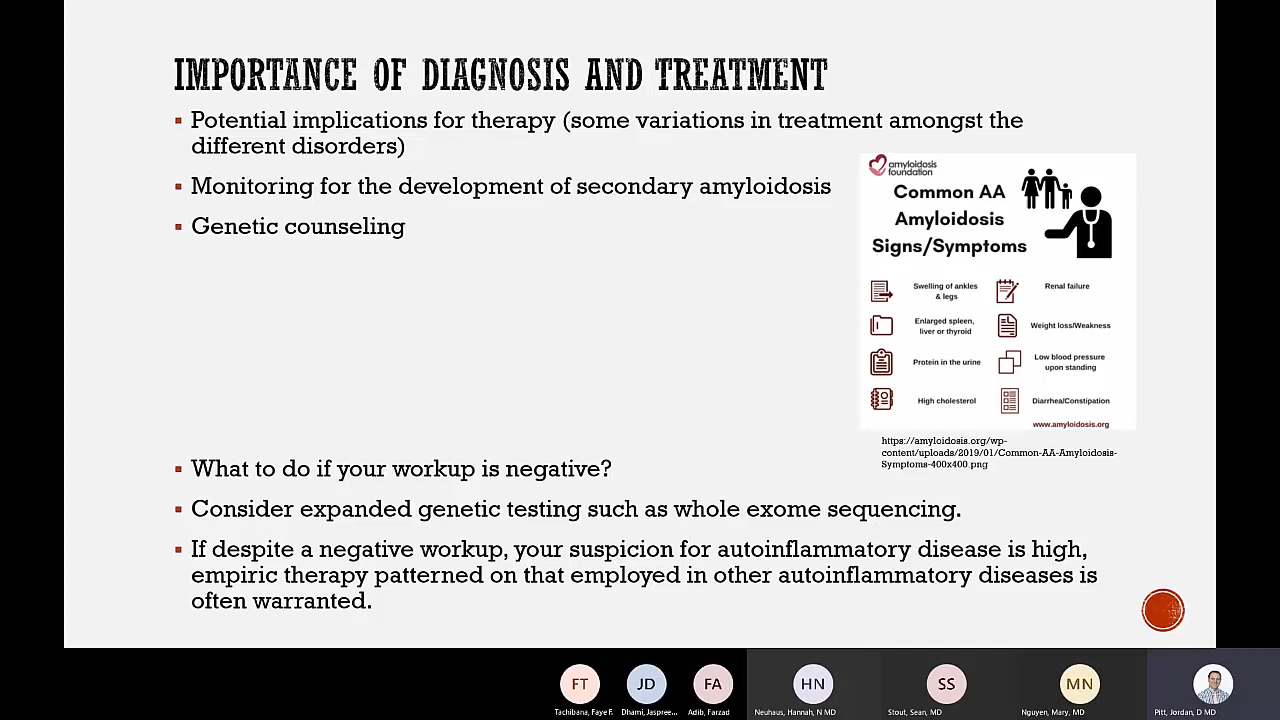 IMPORTANCE OF DIAGNOSIS AND TREATMENT
Potential implications for therapy (some variations in treatment amongst the
different disorders)
Monitoring for the development of secondary amyloidosis
Genetic counseling
amyloidosis
foundation
Common AA
Amyloidosis
Signs/Symptoms
Swelling of ankles
& legs
Renal failure
Enlarged spleen,
liver or thyroid
Weight loss/Weakness
Protein in the urine
Low blood pressure
upon standing
High cholesterol
Diarrhea/Constipation
www.amyloidosis.org
https://amyloidosis.org/wp-
content/uploads/2019/01/Common-AA-Amyloidosis-
Symptoms-400x400.png
What to do if your workup is negative?
Consider expanded genetic testing such as whole exome sequencing.
If despite a negative workup, your suspicion for autoinflammatory disease is high,
empiric therapy patterned on that employed in other autoinflammatory diseases is
often warranted.
FT
JD
FA
HN
SS
MN
Tachibana, Faye F.
Dhami, Jaspree...
Adib, Farzad
Neuhaus, Hannah, N MD
Stout, Sean, MD
Nguyen, Mary, MD
Pitt, Jordan, D MD